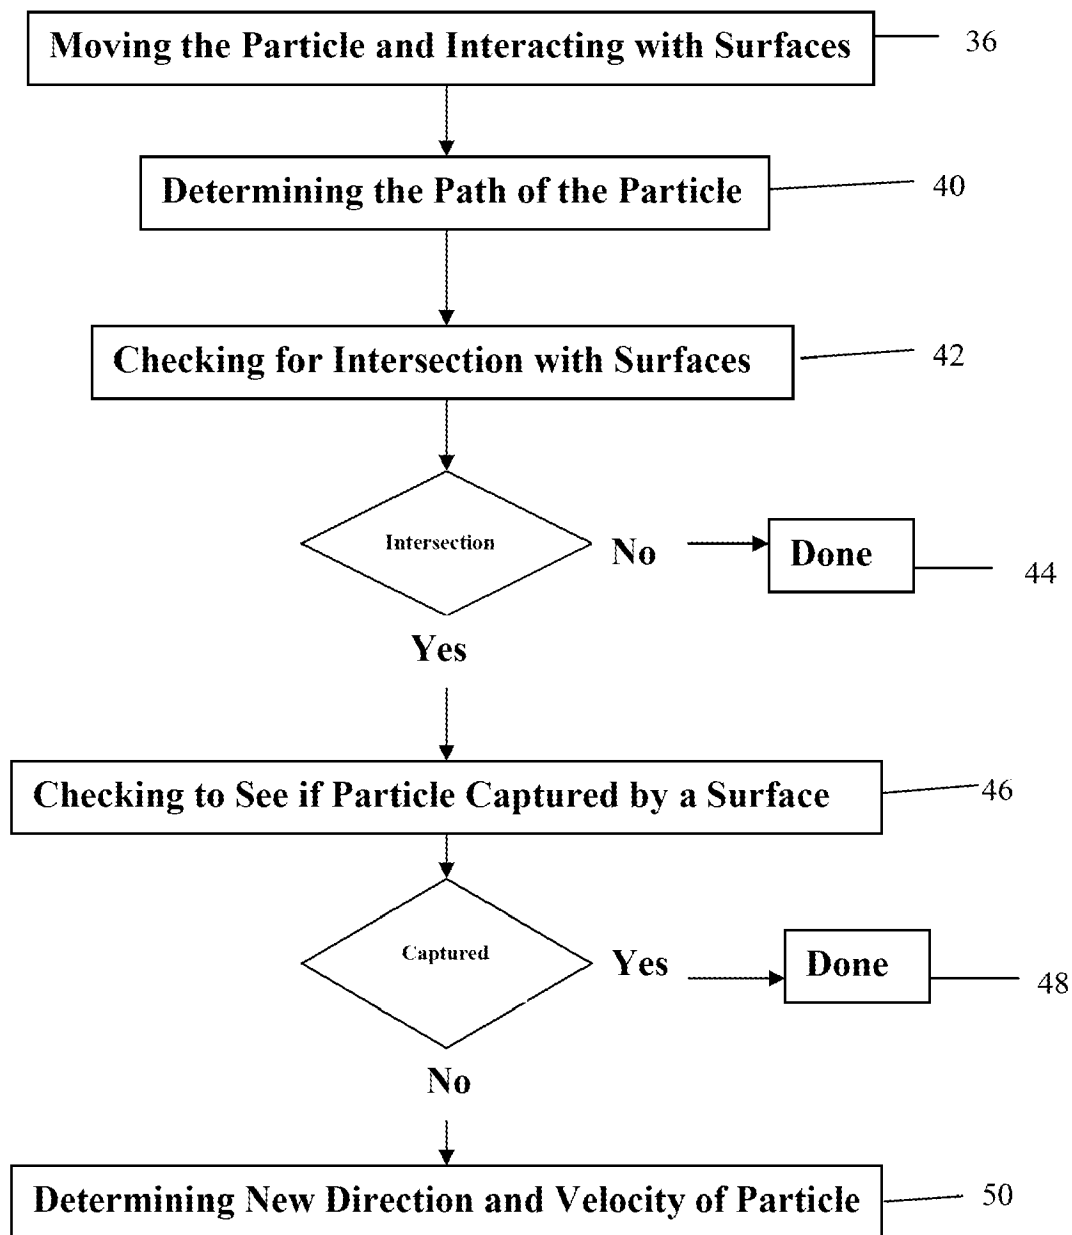 Moving the Particle and Interacting with Surfaces
36
Determining the Path of the Particle
40
Checking for Intersection with Surfaces
42
Intersection
No
Done
44
Yes
Checking to See if Particle Captured by a Surface
46
Captured
Yes
Done
48
No
Determining New Direction and Velocity of Particle
50